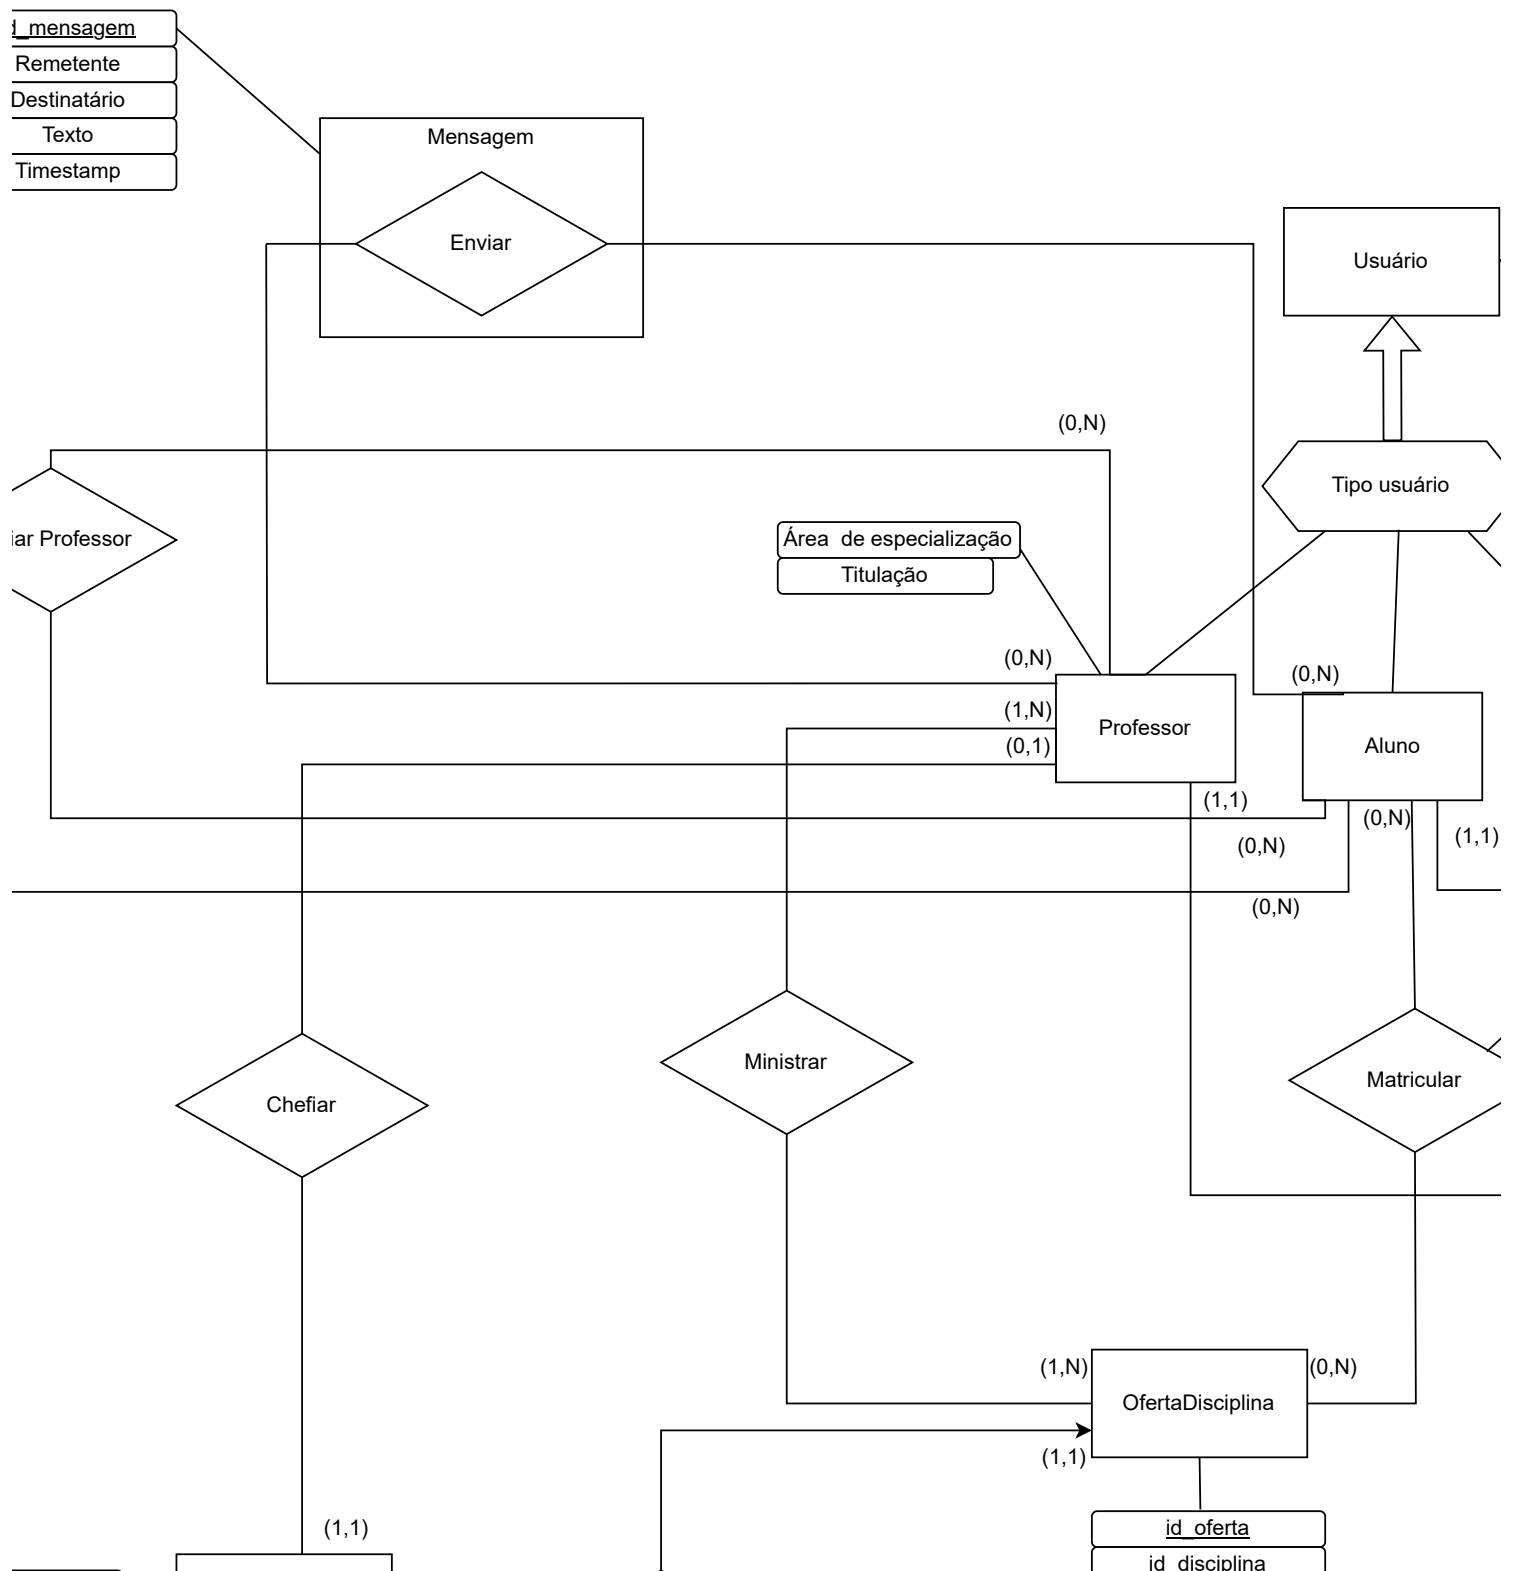 d_mensagem
Remetente
Destinatário
Texto
Timestamp
Mensagem
Enviar
Usuário
(0,N)
Tipo usuário
iar Professor
Área  de especialização
Titulação
(0,N)
(0,N)
(1,N)
Professor
(0,1)
Aluno
(1,1)
(0,N)
(1,1)
(0,N)
(0,N)
Ministrar
Matricular
Chefiar
(1,N)
(0,N)
OfertaDisciplina
(1,1)
(1,1)
id_oferta
id_disciplina